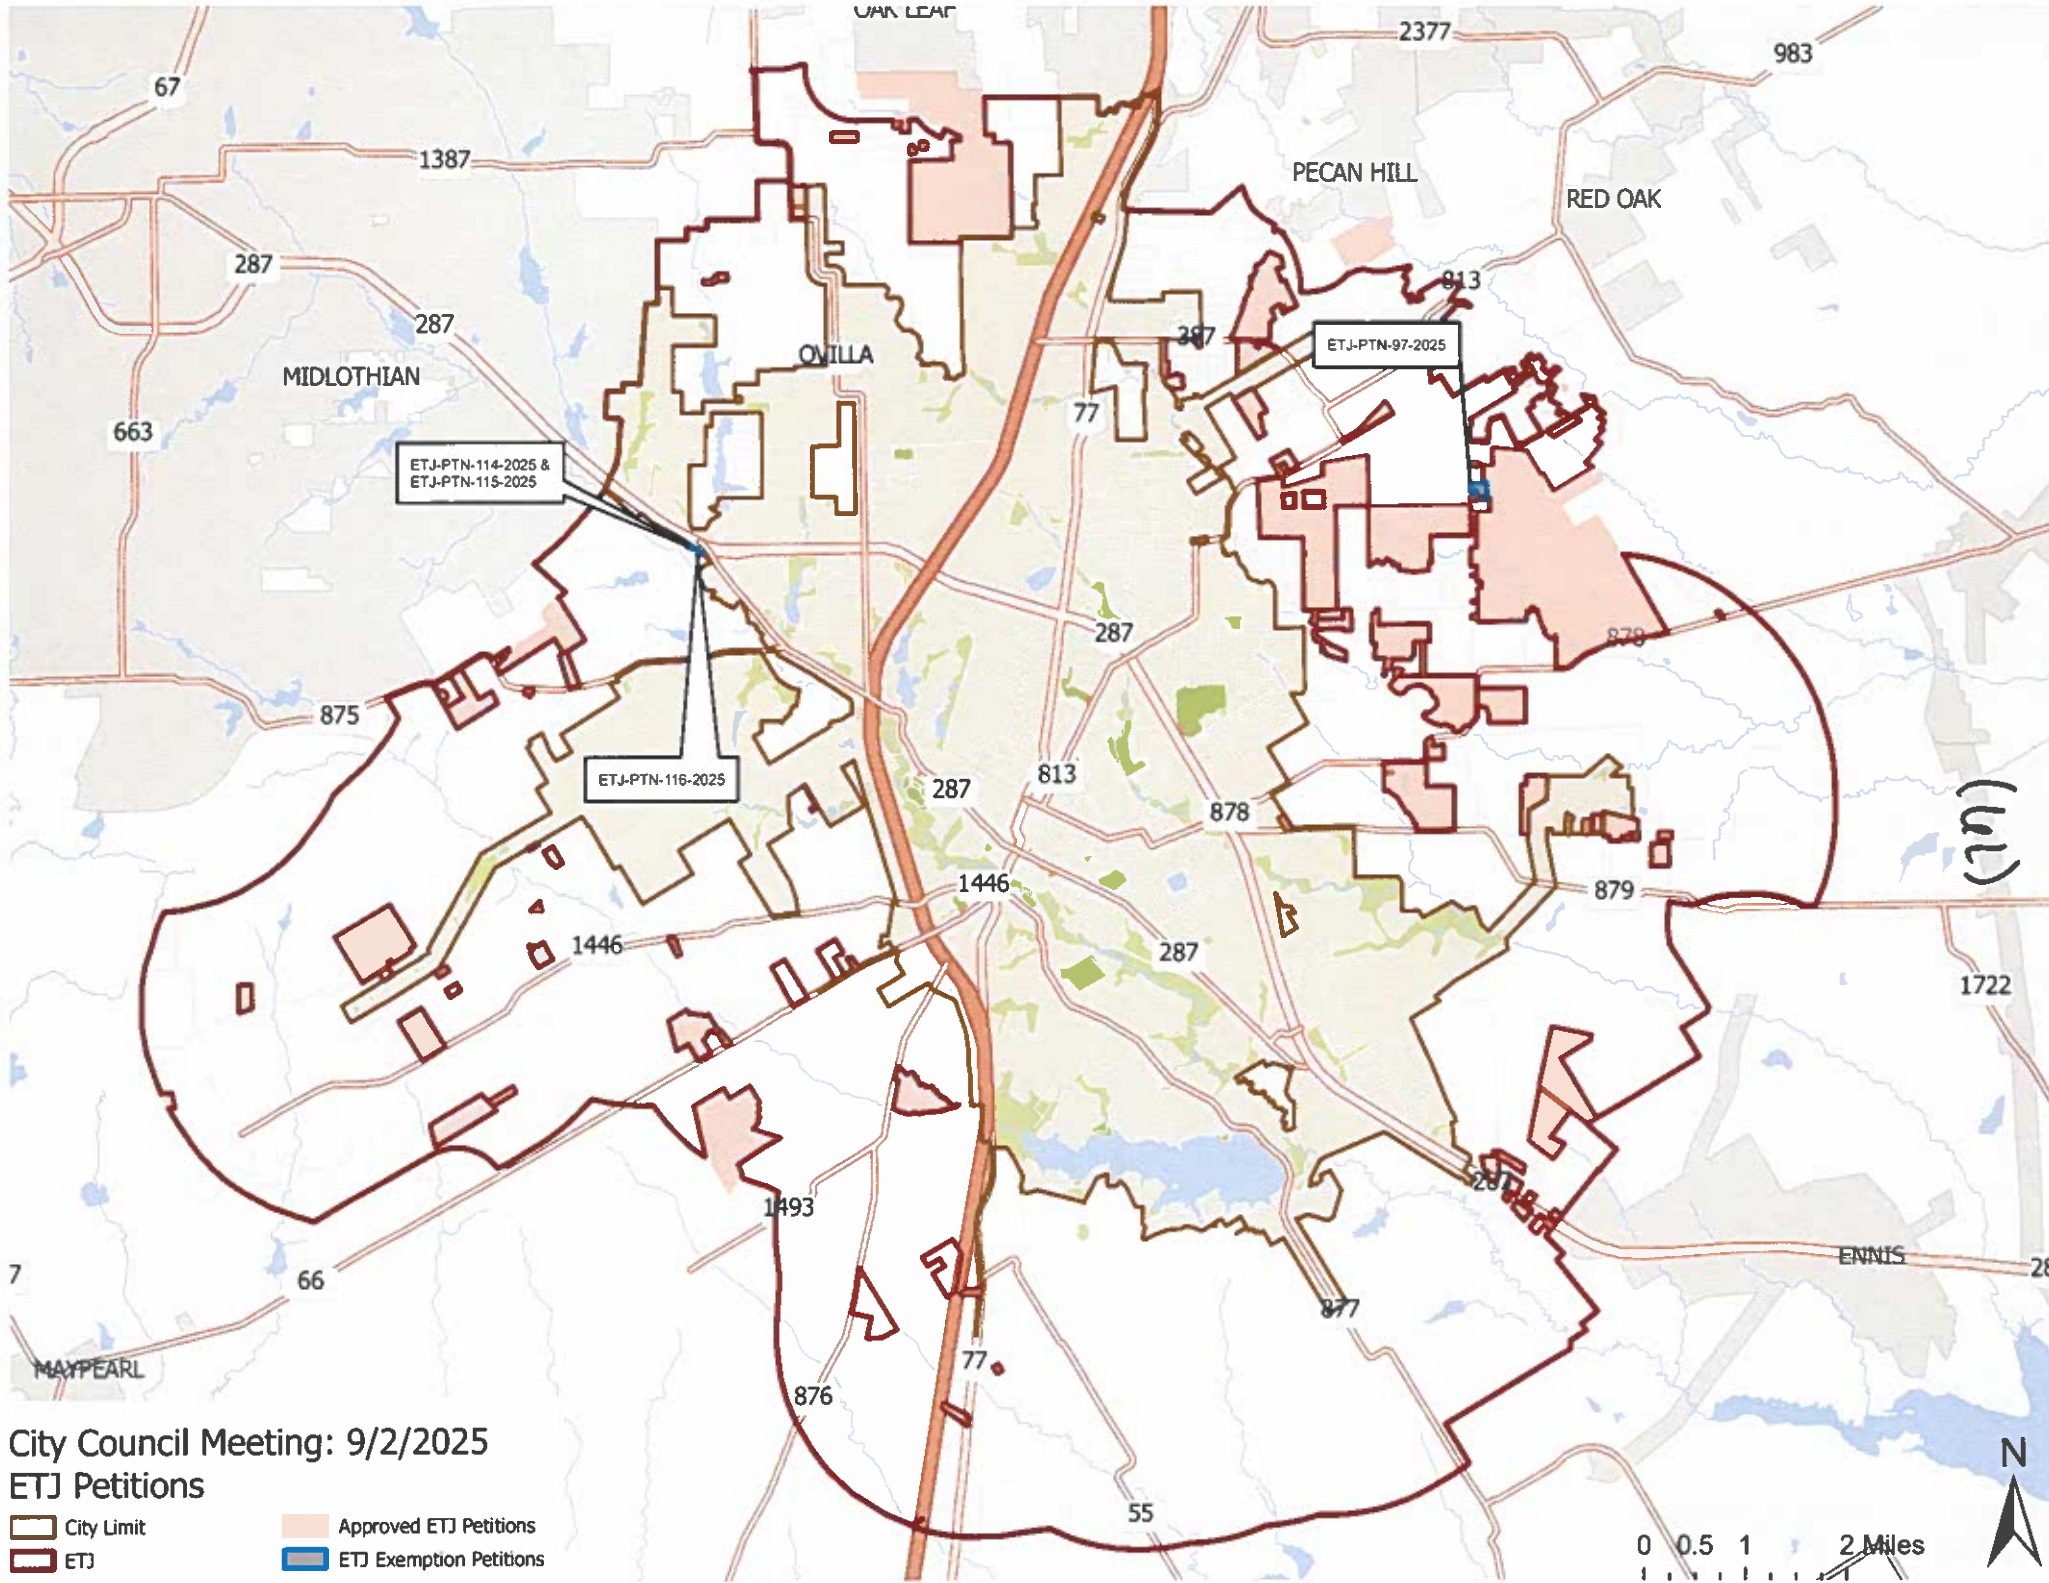 OAK LEAF
2377
983
67
1387
PECAN HILL
RED OAK
287
813
287
387
ETJ-PTN-97-2025
OVILLA
MIDLOTHIAN
77
663
ETJ-PTN-114-2025 &
ETJ-PTN-115-2025
287
878
875
ETJ-PTN-116-2025
813
287
878
(16)
1446
879
1446
287
1722
287
1493
ENNIS
28
7
66
877
MAYPEARL
77
876
City Council Meeting: 9/2/2025
ETJ Petitions
City Limit
Approved ETJ Petitions
ETJ
ETJ Exemption Petitions
55
N
0 0.5 1 2 Miles